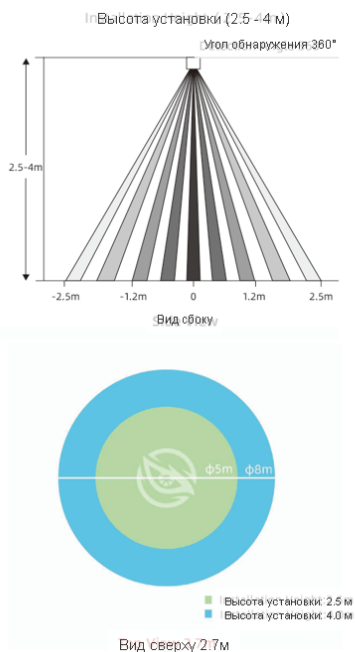 Высота установки (2.5 - 4 м)
Угол обнаружения 360°
2.5-4m
-2.5m -1.2m 0 1.2m 2.5m
Вид сбоку
ф5m ф8m
Высота установки: 2.5 м
Высота установки: 4.0 м
Вид сверху 2.7м